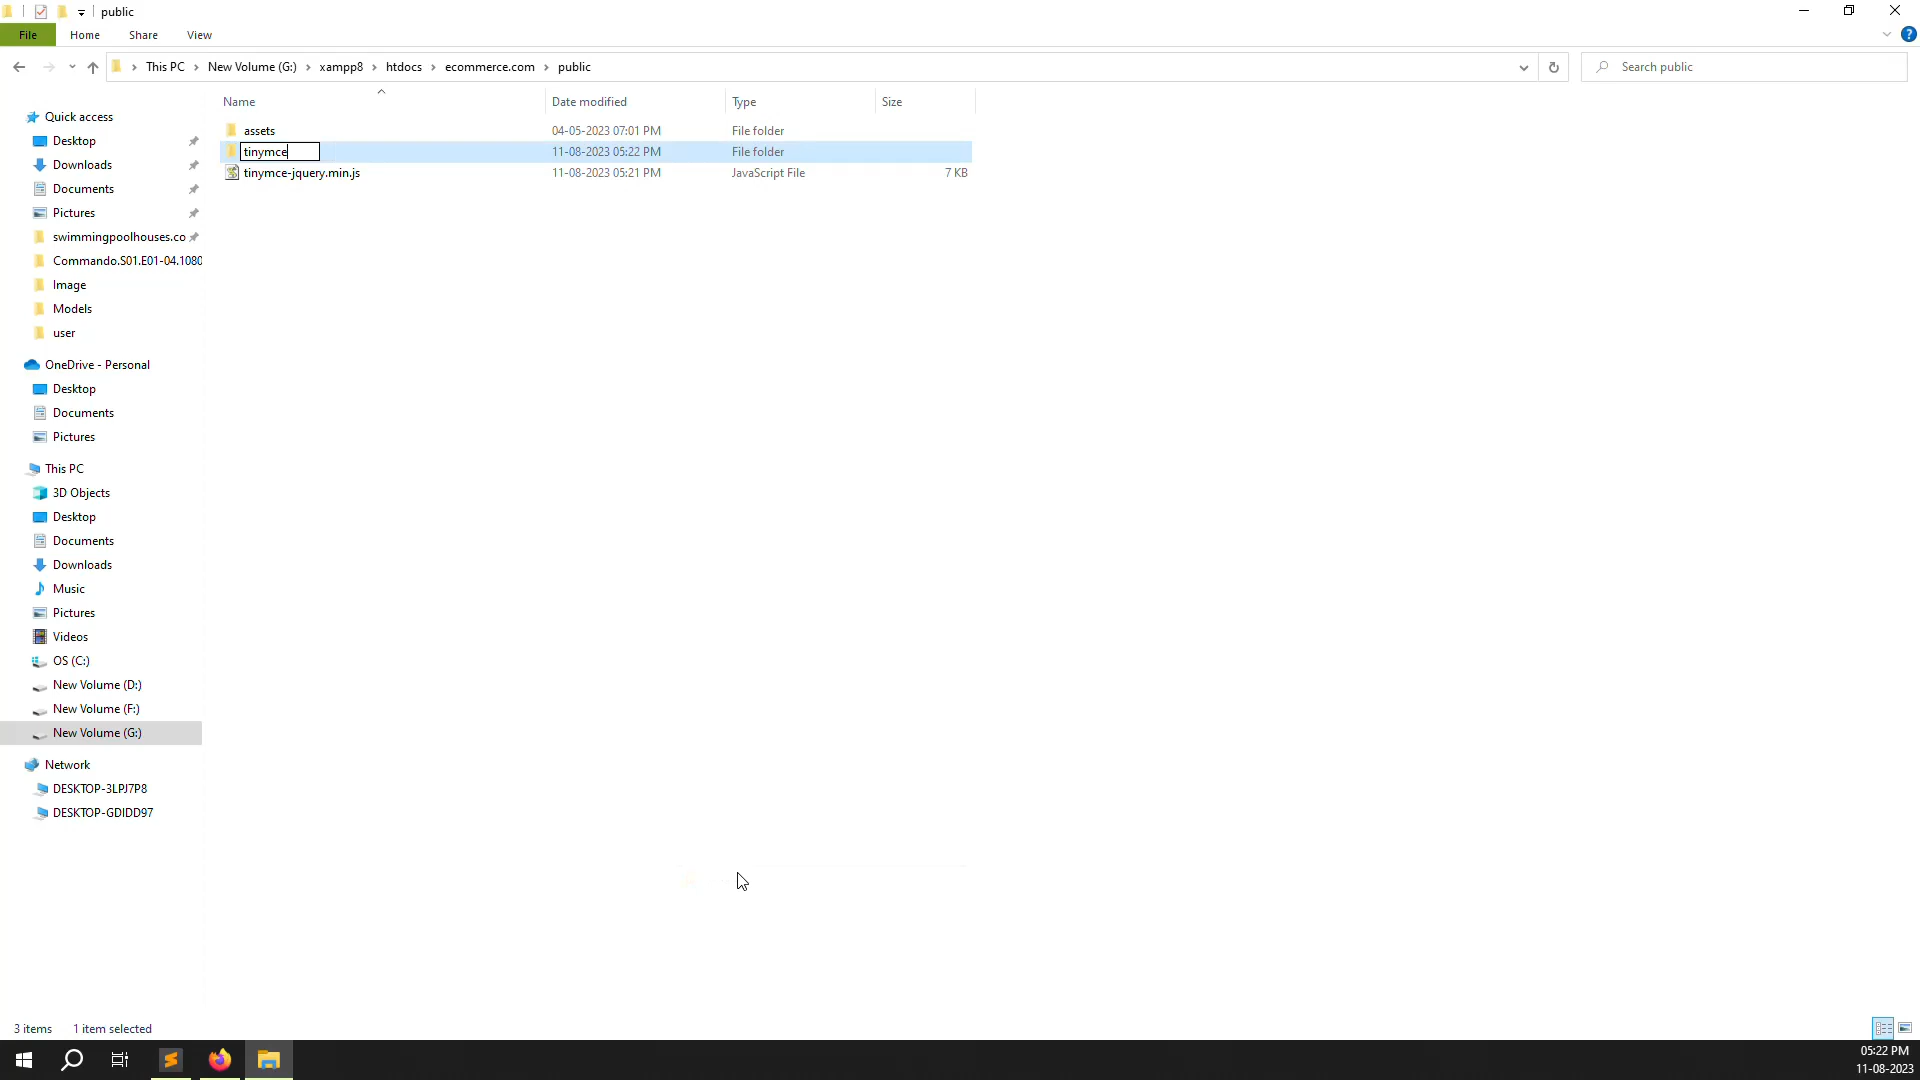 public
File Home Share View
This PC New Volume (G:) xampp8 htdocs ecommerce.com public
Search public
Name Date modified Type Size
assets 04-05-2023 07:01 PM File folder
tinymce 11-08-2023 05:22 PM File folder
tinymce-jquery.min.js 11-08-2023 05:21 PM JavaScript File 7 KB
Quick access
Desktop
Downloads
Documents
Pictures
swimmingpoolhouses.co
Commando.S01.E01-04.1080
Image
Models
user
OneDrive - Personal
Desktop
Documents
Pictures
This PC
3D Objects
Desktop
Documents
Downloads
Music
Pictures
Videos
OS (C:)
New Volume (D:)
New Volume (F:)
New Volume (G:)
Network
DESKTOP-3LPJ7P8
DESKTOP-GDIDD97
3 items 1 item selected
05:22 PM
11-08-2023